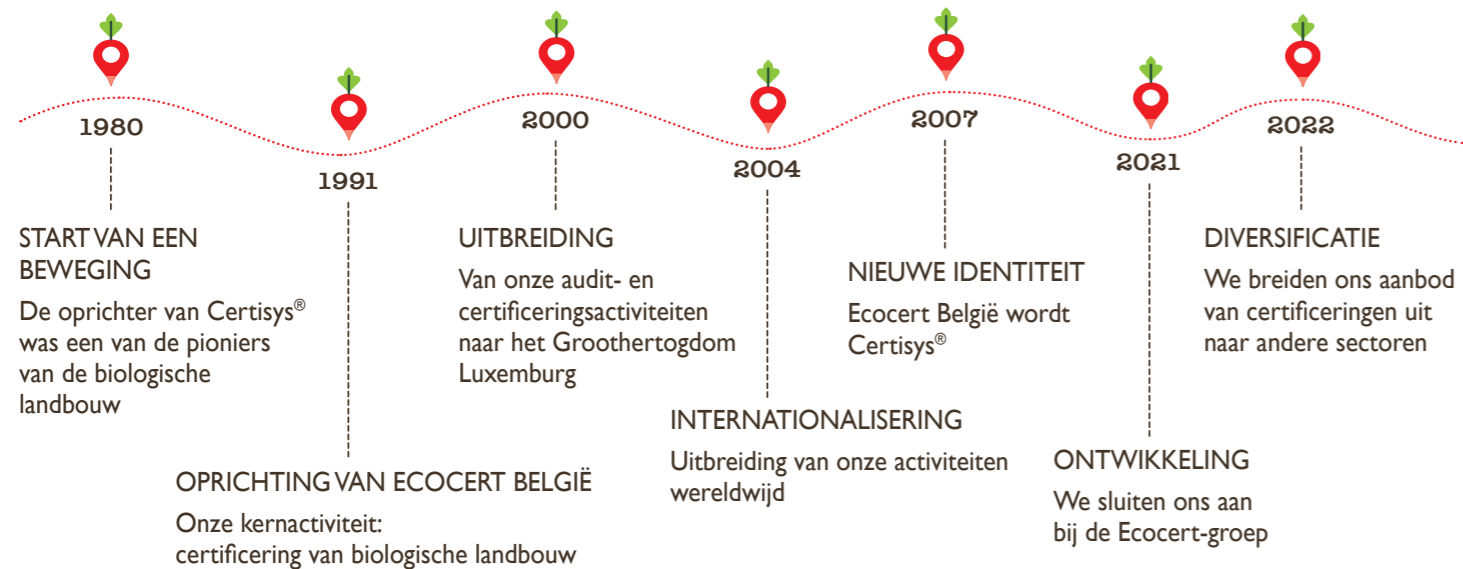 1980
START VAN EEN
BEWEGING
De oprichter van Certisys®
was een van de pioniers
van de biologische
landbouw
1991
OPRICHTING VAN ECOCERT BELGIË
Onze kernactiviteit:
certificering van biologische landbouw
2000
UITBREIDING
Van onze audit- en
certificeringsactiviteiten
naar het Groothertogdom
Luxemburg
2004
INTERNATIONALISERING
Uitbreiding van onze activiteiten
wereldwijd
2007
NIEUWE IDENTITEIT
Ecocert België wordt
Certisys®
2021
ONTWIKKELING
We sluiten ons aan
bij de Ecocert-groep
2022
DIVERSIFICATIE
We breiden ons aanbod
van certificeringen uit
naar andere sectoren